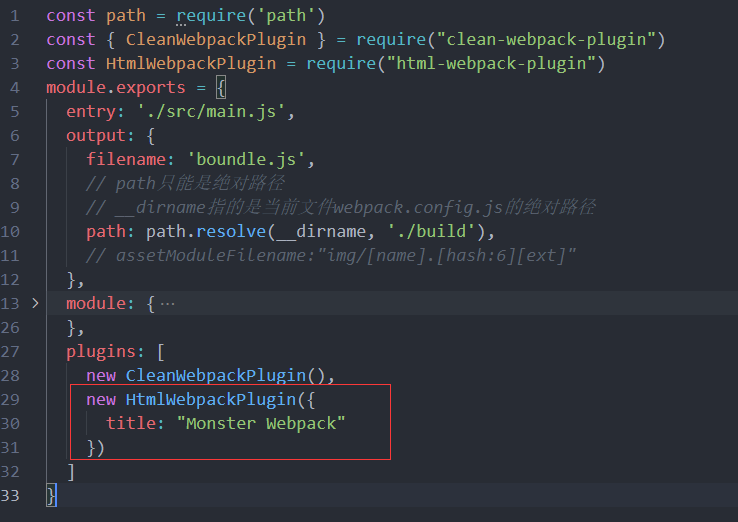 1 const path = require('path')
2 const { CleanWebpackPlugin } = require("clean-webpack-plugin")
3 const HtmlWebpackPlugin = require("html-webpack-plugin")
4 module.exports = {
5   entry: './src/main.js',
6   output: {
7     filename: 'boundle.js',
8     // path只能是绝对路径
9     // __dirname指的是当前文件webpack.config.js的绝对路径
10     path: path.resolve(__dirname, './build'),
11     // assetModuleFilename:"img/[name].[hash:6][ext]"
12   },
13 > module: { ···
26   },
27   plugins: [
28     new CleanWebpackPlugin(),
29     new HtmlWebpackPlugin({
30       title: "Monster Webpack"
31     })
32   ]
33 }